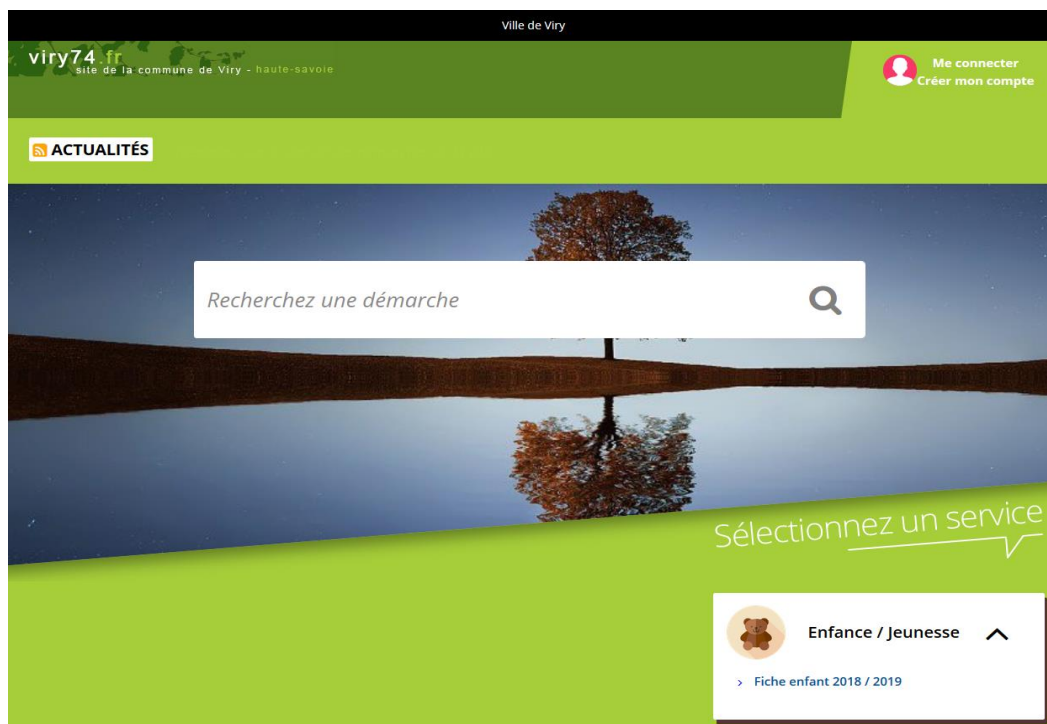 Ville de Viry
viry74.fr
site de la commune de Viry - haute-savoie
Me connecter
Créer mon compte
ACTUALITÉS
Recherchez une démarche
Sélectionnez un service
Enfance / Jeunesse
› Fiche enfant 2018 / 2019